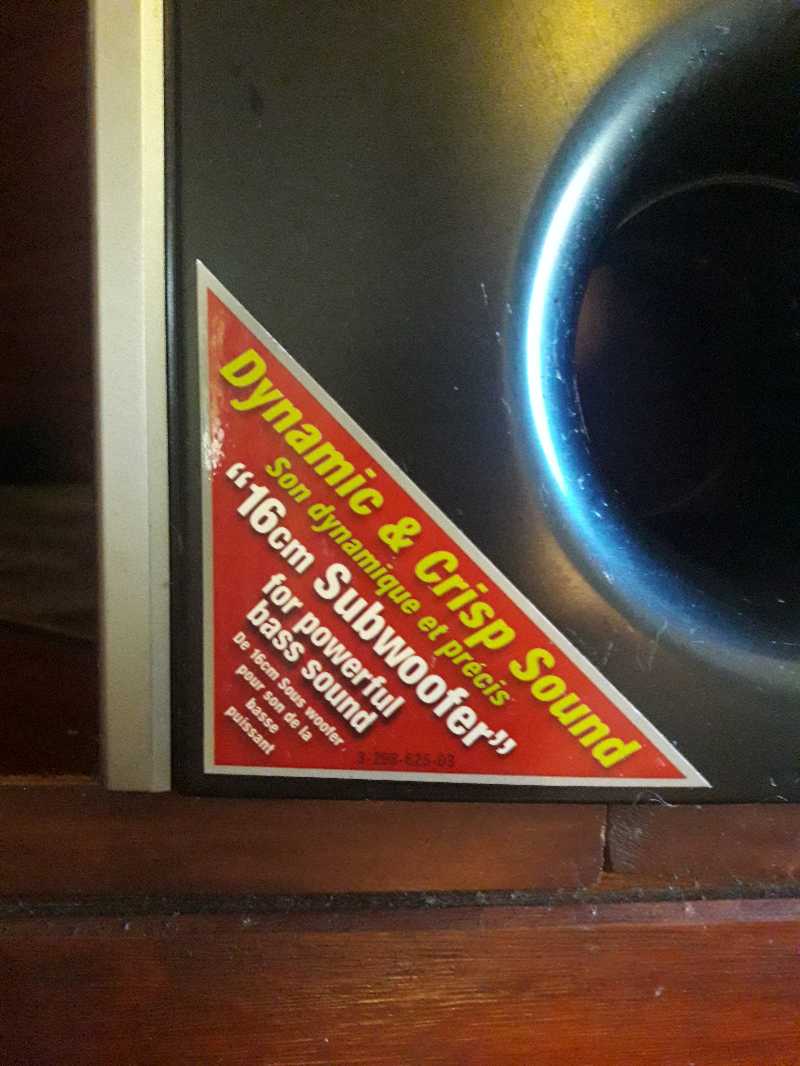 Dynamic & Crisp Sound
Son dynamique et précis
“16cm Subwoofer”
for powerful
bass sound
De 16cm Sous woofer
pour son de la
basse
puissant
3-298-625-03